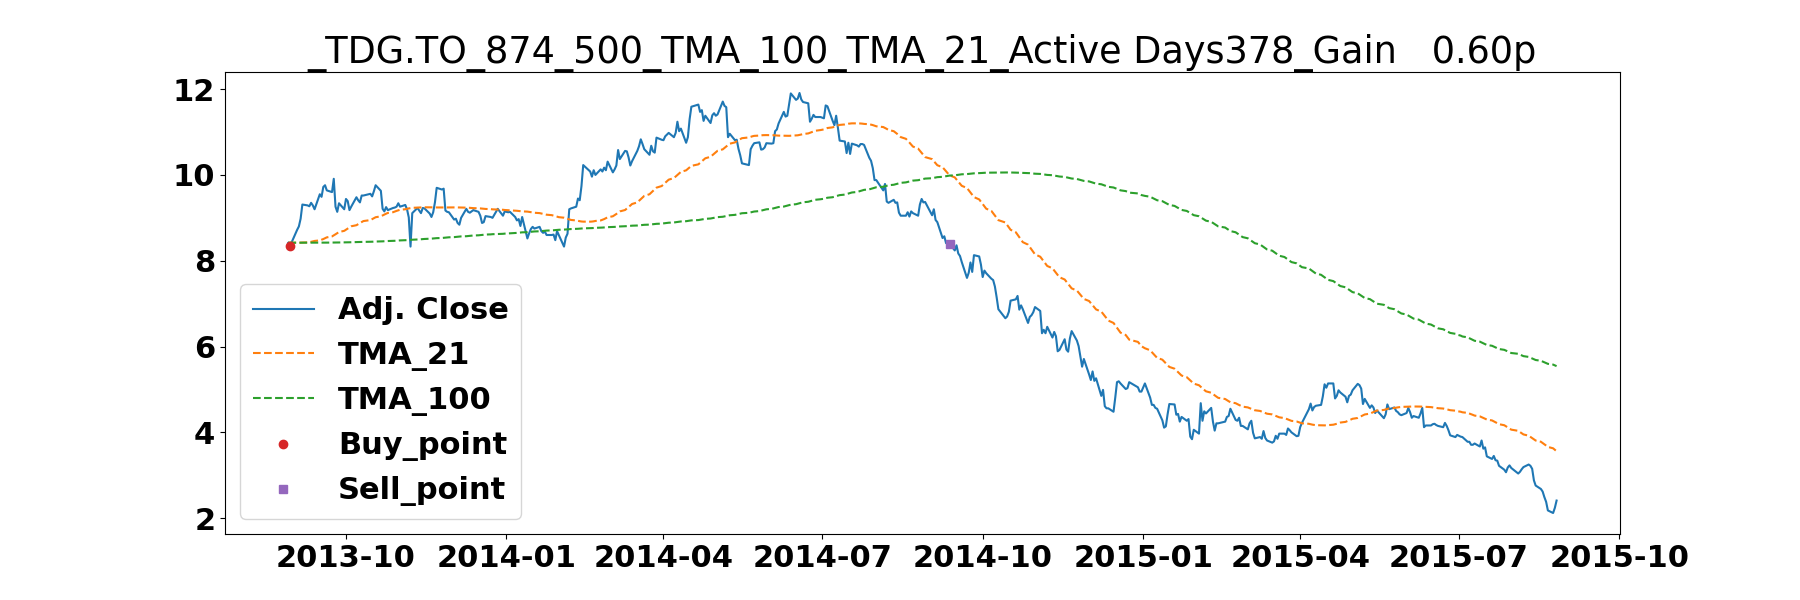 _TDG.TO_874_500_TMA_100_TMA_21_Active Days378_Gain   0.60p
12
10
8
6
4
2
Adj. Close
TMA_21
TMA_100
Buy_point
Sell_point
2013-10 2014-01 2014-04 2014-07 2014-10 2015-01 2015-04 2015-07 2015-10